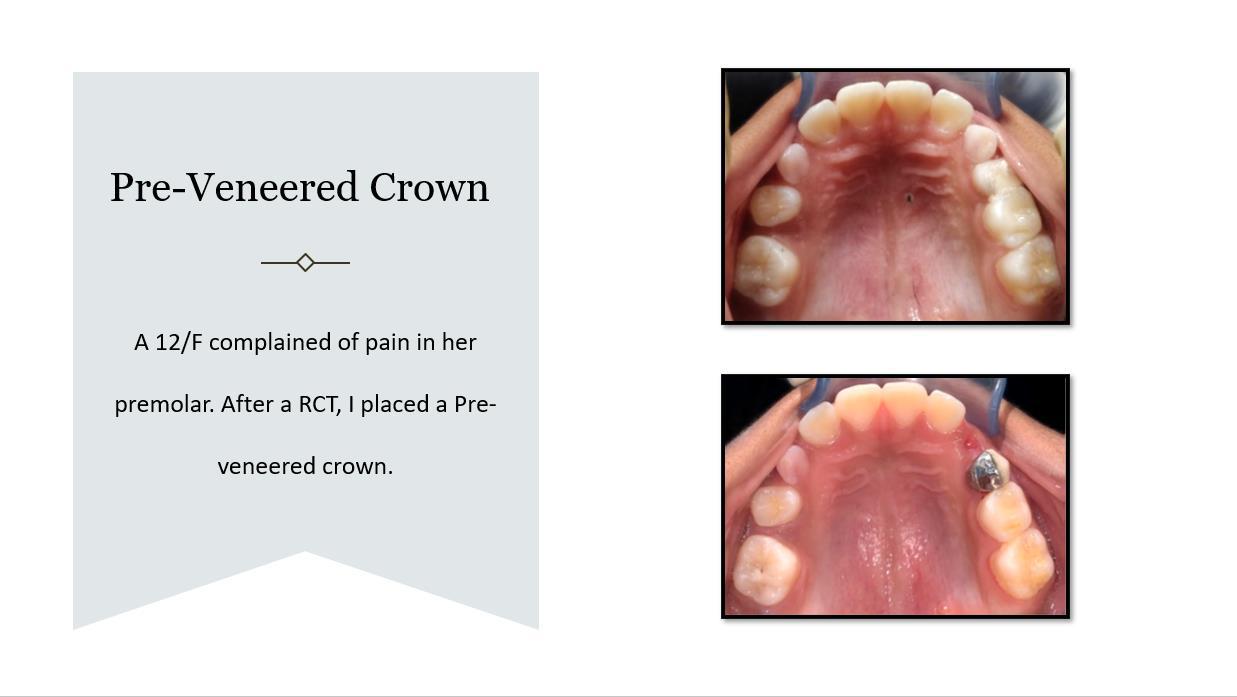 Pre-Veneered Crown
A 12/F complained of pain in her
premolar. After a RCT, I placed a Pre-
veneered crown.